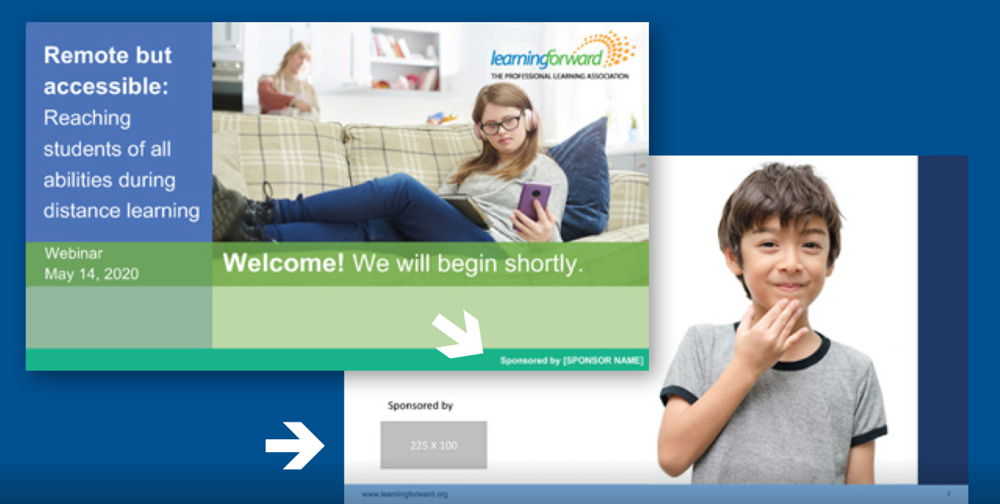 Remote but
accessible:
Reaching
students of all
abilities during
distance learning
learningforward
THE PROFESSIONAL LEARNING ASSOCIATION
Webinar
May 14, 2020
Welcome! We will begin shortly.
Sponsored by [SPONSOR NAME]
Sponsored by
225 X 100
www.learningforward.org
2